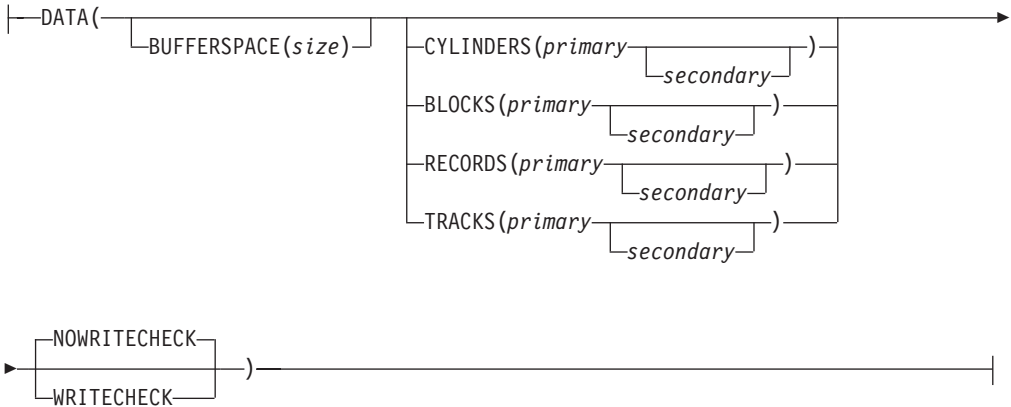 DATA(
BUFFERSPACE(size)
CYLINDERS(primary
secondary
)
BLOCKS(primary
secondary
)
RECORDS(primary
secondary
)
TRACKS(primary
secondary
)
NOWRITECHECK
)
WRITECHECK